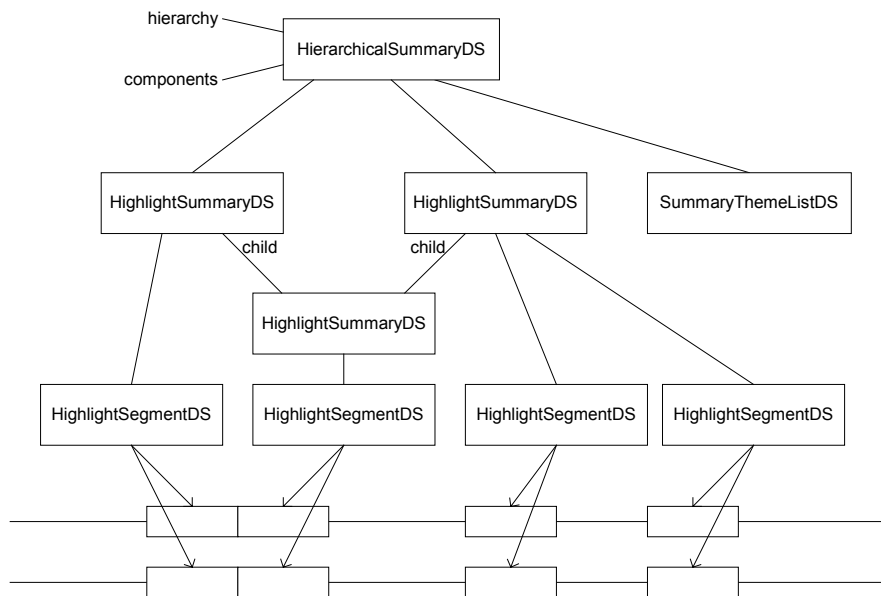 hierarchy
HierarchicalSummaryDS
components
HighlightSummaryDS
HighlightSummaryDS
SummaryThemeListDS
child
child
HighlightSummaryDS
HighlightSegmentDS
HighlightSegmentDS
HighlightSegmentDS
HighlightSegmentDS